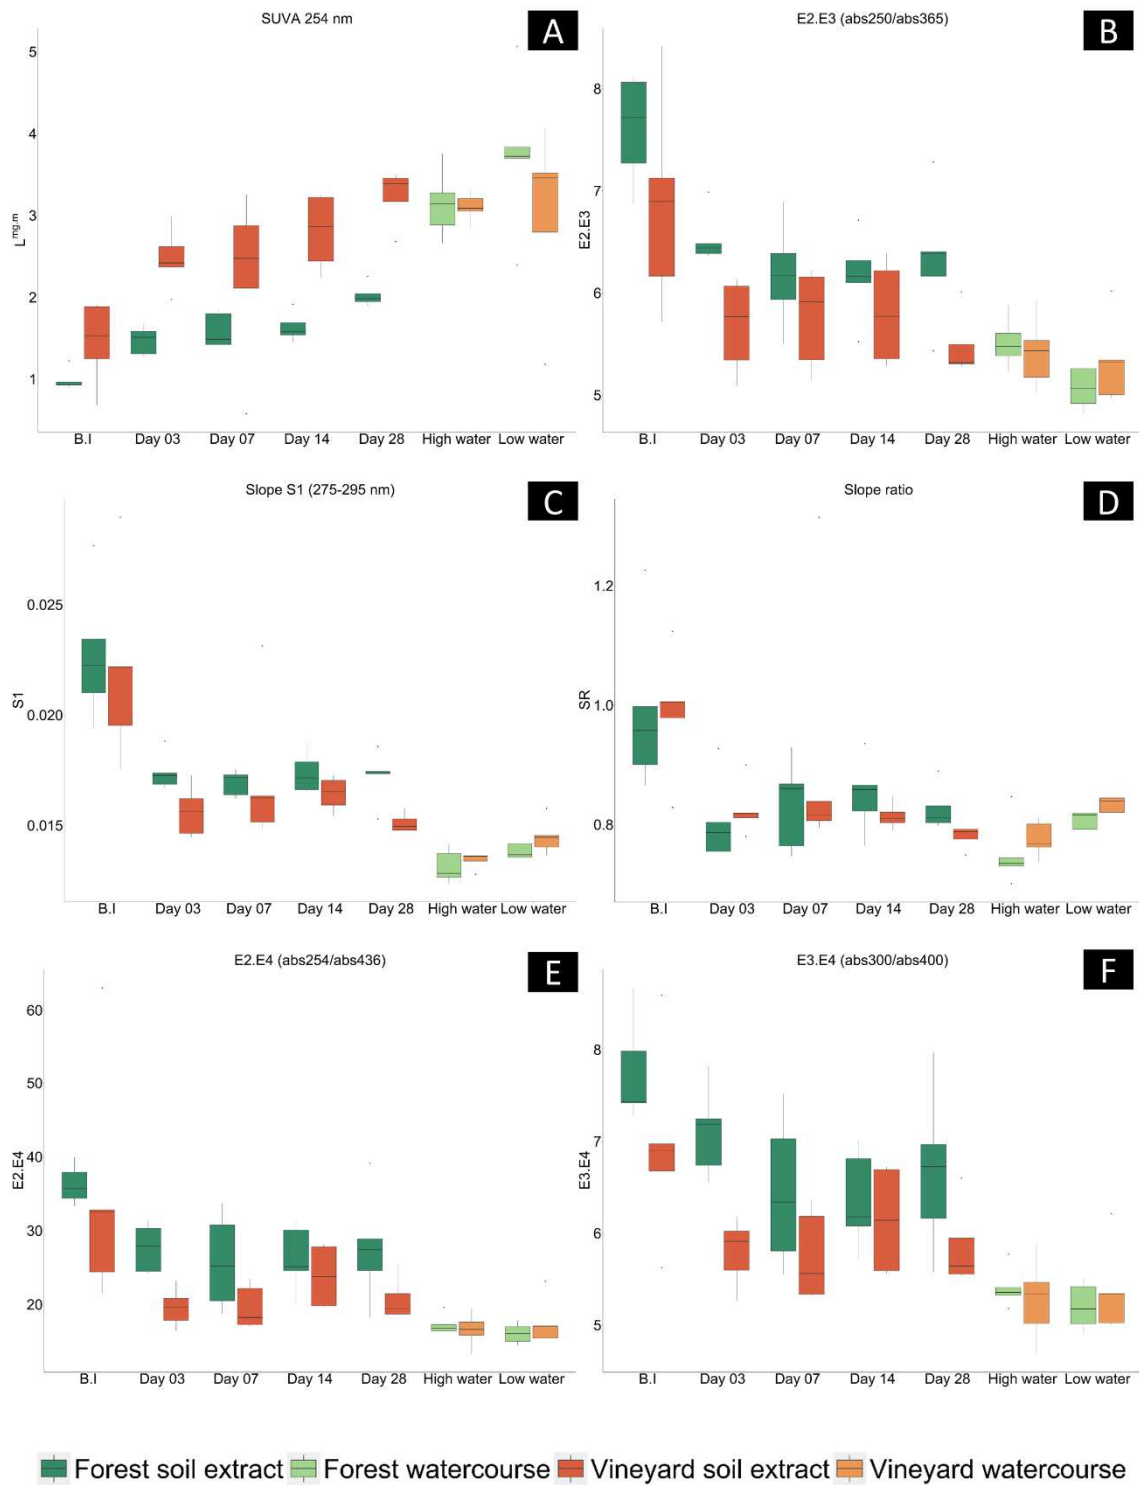 SUVA 254 nm
A
5
4
3
2
1
L mg.m
B.I Day 03 Day 07 Day 14 Day 28 High water Low water
E2.E3 (abs250/abs365)
B
8
7
6
5
E2.E3
B.I Day 03 Day 07 Day 14 Day 28 High water Low water
Slope S1 (275-295 nm)
C
0.025
0.020
0.015
S1
B.I Day 03 Day 07 Day 14 Day 28 High water Low water
Slope ratio
D
1.2
1.0
0.8
SR
B.I Day 03 Day 07 Day 14 Day 28 High water Low water
E2.E4 (abs254/abs436)
E
60
50
40
30
20
E2.E4
B.I Day 03 Day 07 Day 14 Day 28 High water Low water
E3.E4 (abs300/abs400)
F
8
7
6
5
E3.E4
B.I Day 03 Day 07 Day 14 Day 28 High water Low water
Forest soil extract Forest watercourse Vineyard soil extract Vineyard watercourse